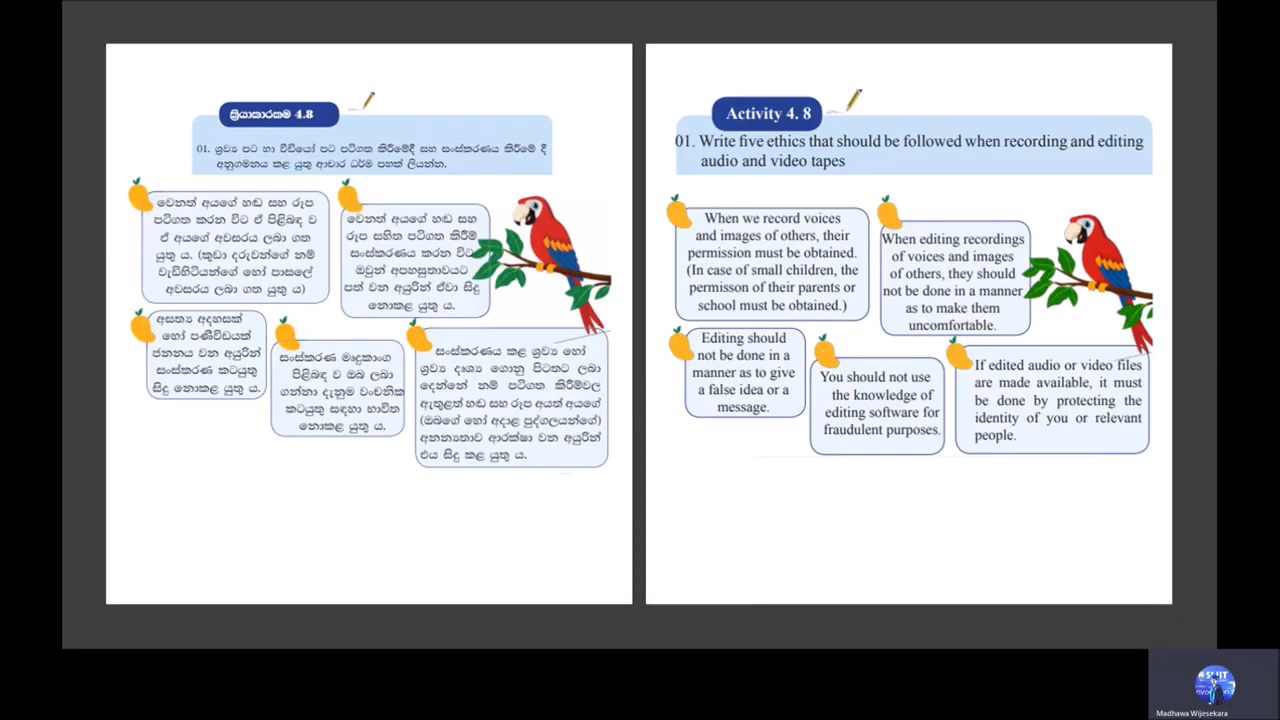 ක්‍රියාකාරකම 4.8
01. ශ්‍රව්‍ය පට හා වීඩියෝ පට පටිගත කිරීමේදී සහ සංස්කරණය කිරීමේ දී
අනුගමනය කළ යුතු ආචාර ධර්ම පහක් ලියන්න.
වෙනත් අයගේ හඬ සහ රූප
පටිගත කරන විට ඒ පිළිබඳ ව
ඒ අයගේ අවසරය ලබා ගත
යුතු ය. (කුඩා දරුවන්ගේ නම්
වැඩිහිටියන්ගේ හෝ පාසලේ
අවසරය ලබා ගත යුතු ය)
වෙනත් අයගේ හඬ සහ
රූප සහිත පටිගත කිරීම්
සංස්කරණය කරන විට
ඔවුන් අපහසුතාවයට
පත් වන අයුරින් ඒවා සිදු
නොකළ යුතු ය.
අසත්‍ය අදහසක්
හෝ පණිවිඩයක්
ජනනය වන අයුරින්
සංස්කරණ කටයුතු
සිදු නොකළ යුතු ය.
සංස්කරණ මෘදුකාංග
පිළිබඳ ව ඔබ ලබා
ගන්නා දැනුම වංචනික
කටයුතු සඳහා භාවිත
නොකළ යුතු ය.
සංස්කරණය කළ ශ්‍රව්‍ය හෝ
ශ්‍රව්‍ය දෘශ්‍ය ගොනු පිටතට ලබා
දෙන්නේ නම් පටිගත කිරීම්වල
ඇතුළත් හඬ සහ රූප අයත් අයගේ
(ඔබගේ හෝ අදාළ පුද්ගලයන්ගේ)
අනන්‍යතාව ආරක්ෂා වන අයුරින්
එය සිදු කළ යුතු ය.
Activity 4. 8
01. Write five ethics that should be followed when recording and editing
audio and video tapes
When we record voices
and images of others, their
permission must be obtained.
(In case of small children, the
permisson of their parents or
school must be obtained.)
When editing recordings
of voices and images
of others, they should
not be done in a manner
as to make them
uncomfortable.
Editing should
not be done in a
manner as to give
a false idea or a
message.
You should not use
the knowledge of
editing software for
fraudulent purposes.
If edited audio or video files
are made available, it must
be done by protecting the
identity of you or relevant
people.
Madhawa Wijesekara